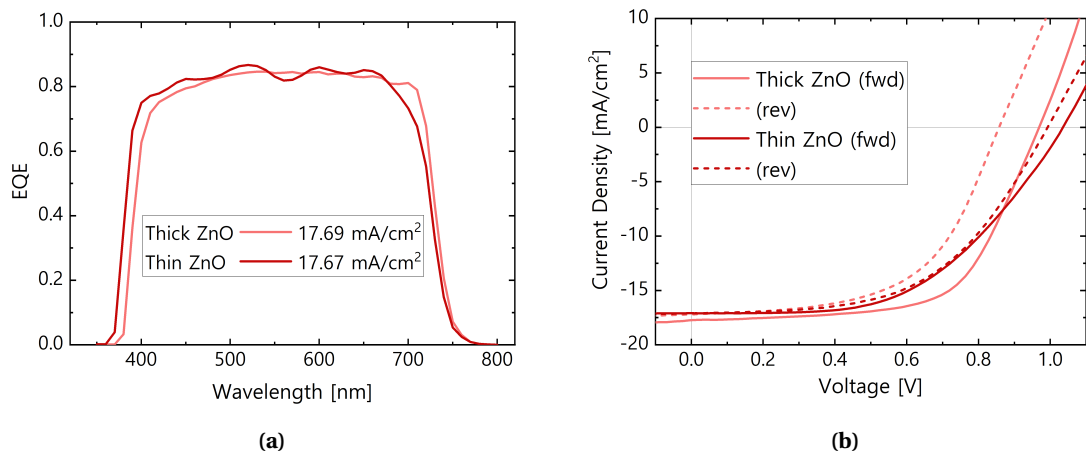 1.0
0.8
0.6
0.4
0.2
0.0
EQE
Thick ZnO 17.69 mA/cm²
Thin ZnO 17.67 mA/cm²
400 500 600 700 800
Wavelength [nm]
(a)
10
5
0
-5
-10
-15
-20
Current Density [mA/cm²]
Thick ZnO (fwd)
(rev)
Thin ZnO (fwd)
(rev)
0.0 0.2 0.4 0.6 0.8 1.0
Voltage [V]
(b)